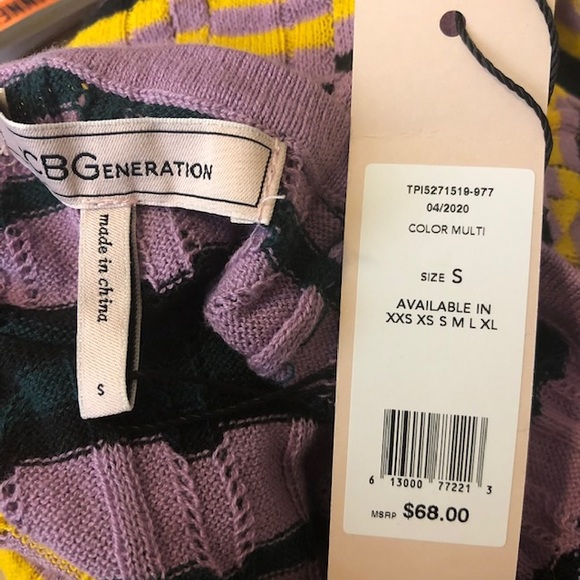 CBGENERATION
made in china
S
TPI5271519-977
04/2020
COLOR MULTI
SIZE S
AVAILABLE IN
XXS XS S M L XL
6 13000 77221 3
MSRP $68.00